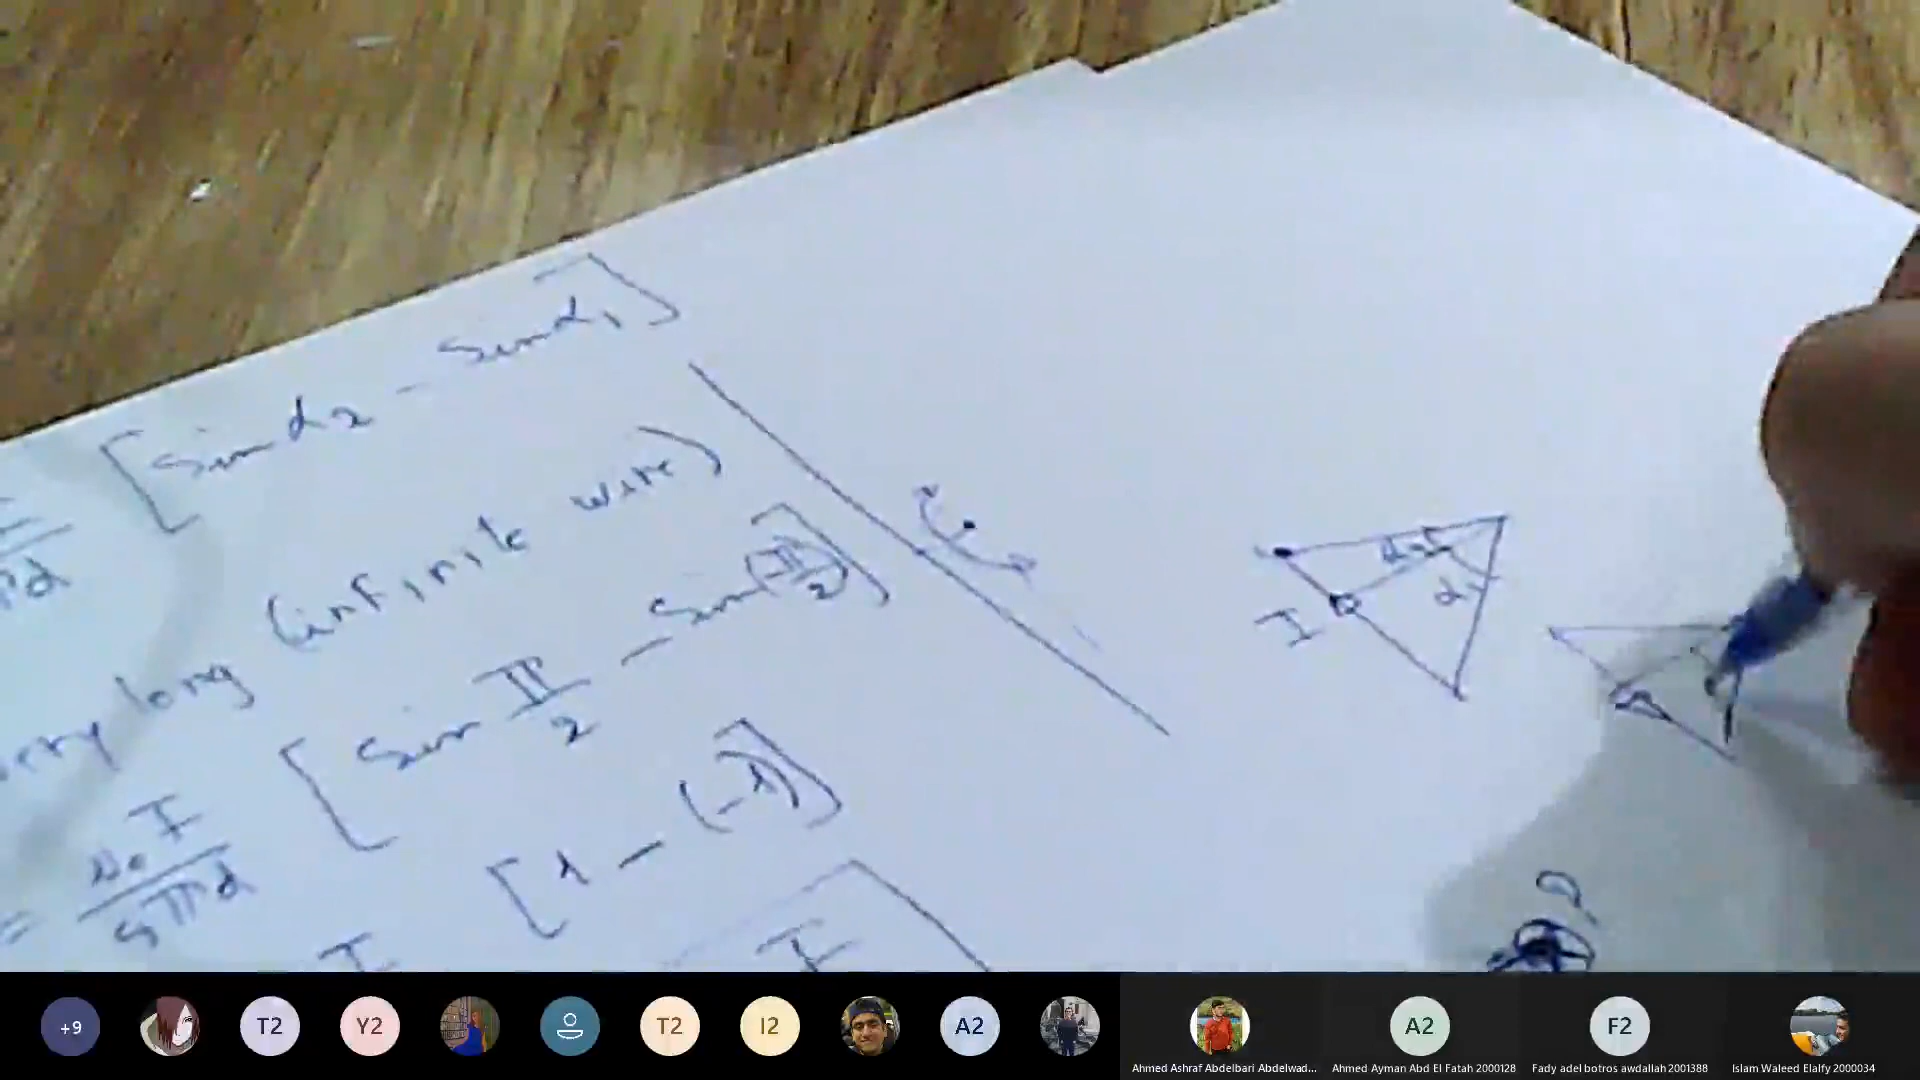 [sin α2 - sin α1]
πd
very long (infinite wire)
= μ0 I / 4πd [sin π/2 - sin(-π/2)]
[1 - (-1)]
I
I
I
α2
α1
+9
T2
Y2
T2
I2
A2
A2
F2
Ahmed Ashraf Abdelbari Abdelwad...
Ahmed Ayman Abd El Fatah 2000128
Fady adel botros awdallah 2001388
Islam Waleed Elalfy 2000034